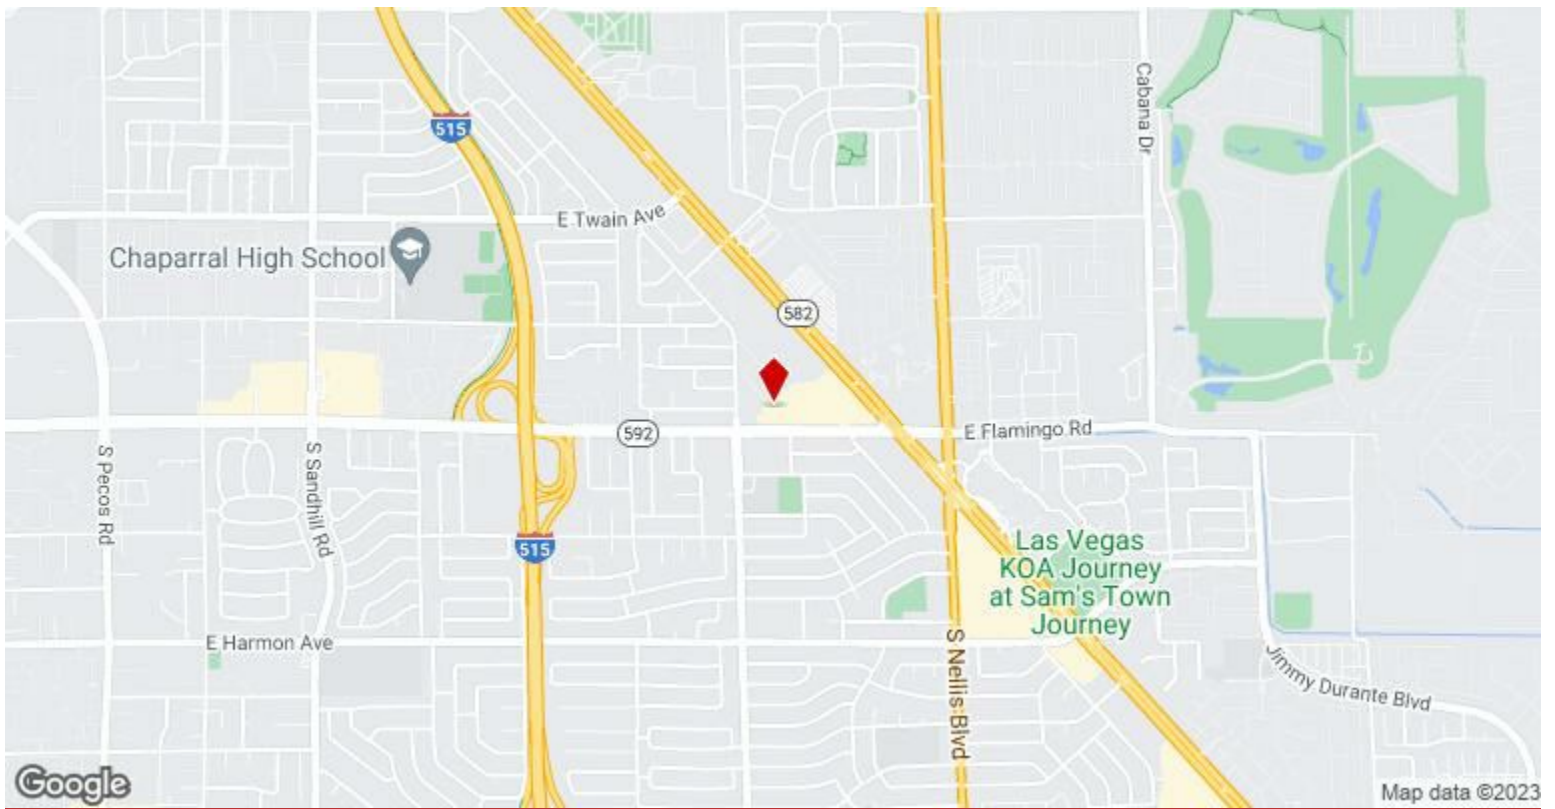 Cabana Dr
515
E Twain Ave
Chaparral High School
582
592
E Flamingo Rd
S Pecos Rd
S Sandhill Rd
515
Las Vegas
KOA Journey
at Sam's Town
Journey
E Harmon Ave
S Nellis Blvd
Jimmy Durante Blvd
Google
Map data ©2023